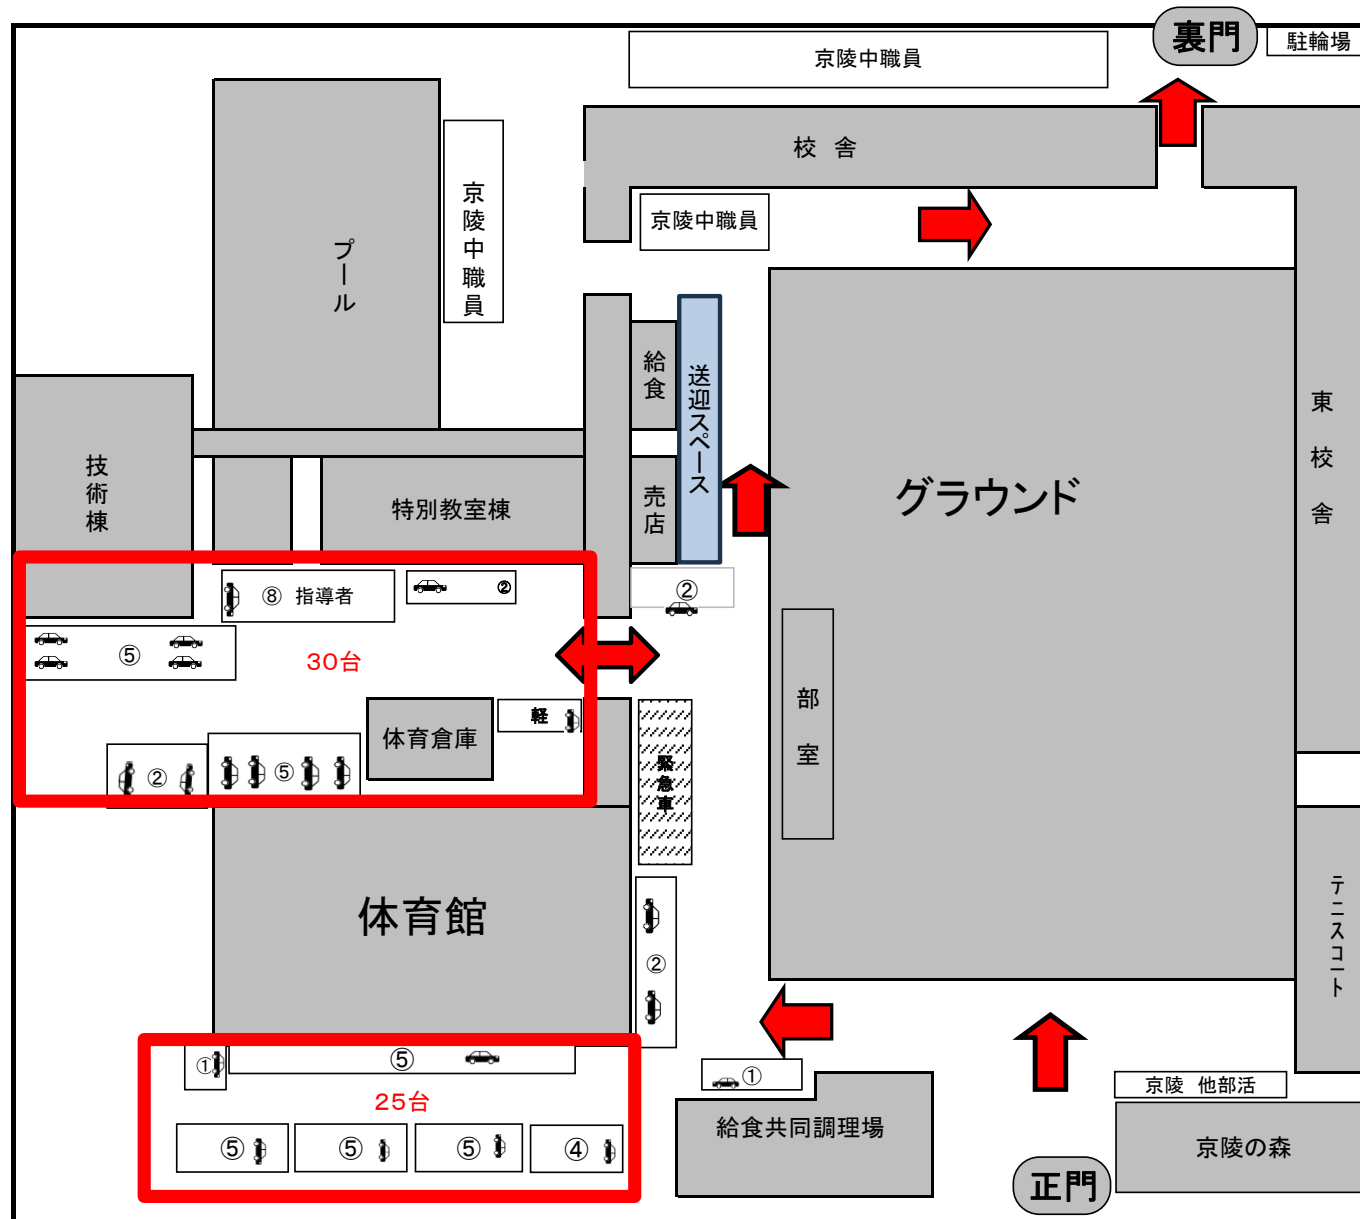 裏門
駐輪場
京陵中職員
校 舎
京陵中職員
京陵中職員
プール
給食
送迎スペース
東校舎
技術棟
特別教室棟
売店
グラウンド
⑧ 指導者
②
②
⑤
30台
軽
体育倉庫
部室
②
⑤
緊急車
体育館
②
テニスコート
①
⑤
①
25台
京陵 他部活
⑤
⑤
⑤
④
給食共同調理場
京陵の森
正門